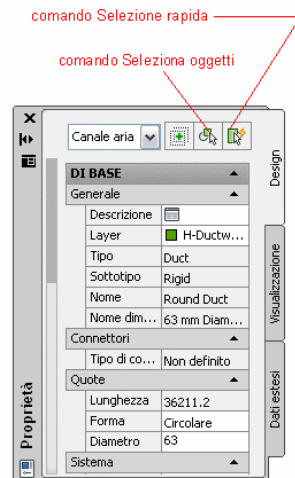 comando Selezione rapida
comando Seleziona oggetti
Canale aria
DI BASE
Generale
Descrizione
Layer H-Ductw...
Tipo Duct
Sottotipo Rigid
Nome Round Duct
Nome dim... 63 mm Diam...
Connettori
Tipo di co... Non definito
Quote
Lunghezza 36211.2
Forma Circolare
Diametro 63
Sistema
Design
Visualizzazione
Dati estesi
Proprietà